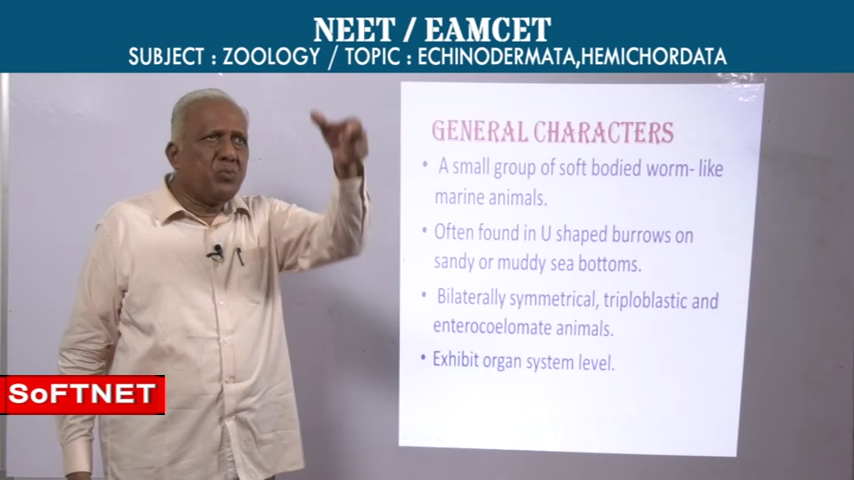 NEET / EAMCET
SUBJECT : ZOOLOGY / TOPIC : ECHINODERMATA,HEMICHORDATA
GENERAL CHARACTERS
• A small group of soft bodied worm- like
marine animals.
• Often found in U shaped burrows on
sandy or muddy sea bottoms.
• Bilaterally symmetrical, triploblastic and
enterocoelomate animals.
• Exhibit organ system level.
SoFTNET